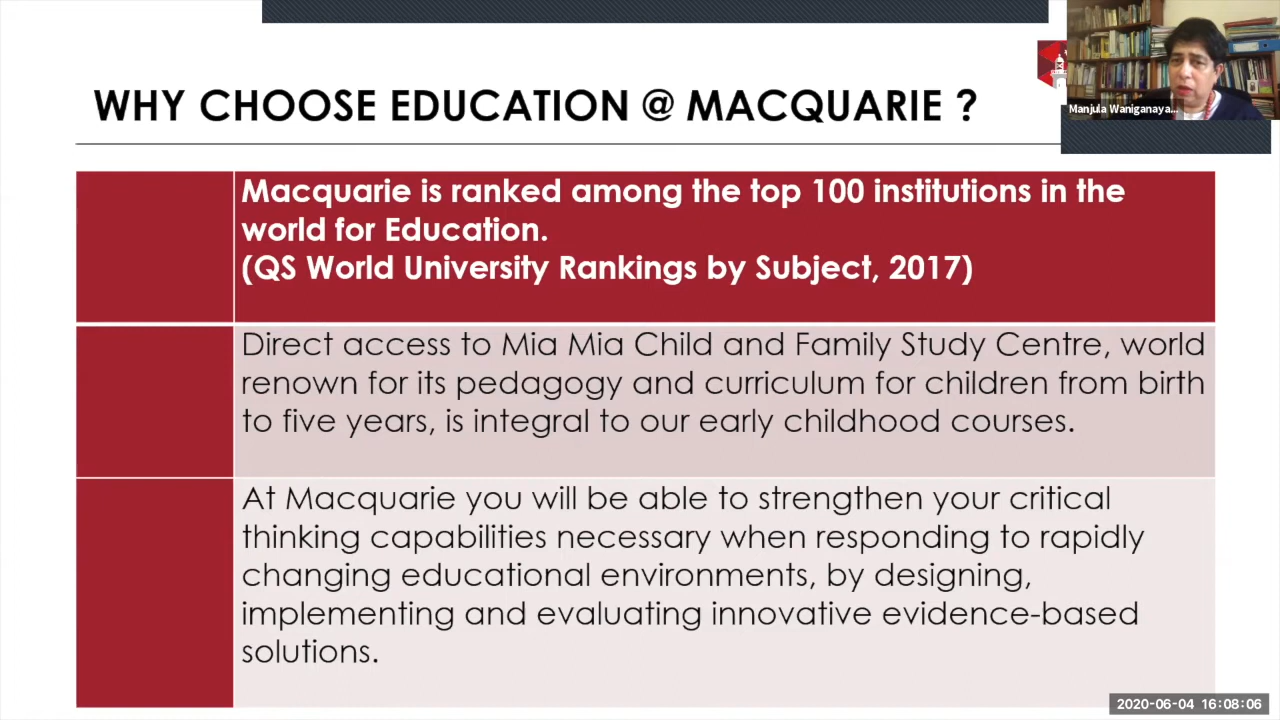 WHY CHOOSE EDUCATION @ MACQUARIE ?
Manjula Waniganaya...
Macquarie is ranked among the top 100 institutions in the
world for Education.
(QS World University Rankings by Subject, 2017)
Direct access to Mia Mia Child and Family Study Centre, world
renown for its pedagogy and curriculum for children from birth
to five years, is integral to our early childhood courses.
At Macquarie you will be able to strengthen your critical
thinking capabilities necessary when responding to rapidly
changing educational environments, by designing,
implementing and evaluating innovative evidence-based
solutions.
2020-06-04 16:08:06